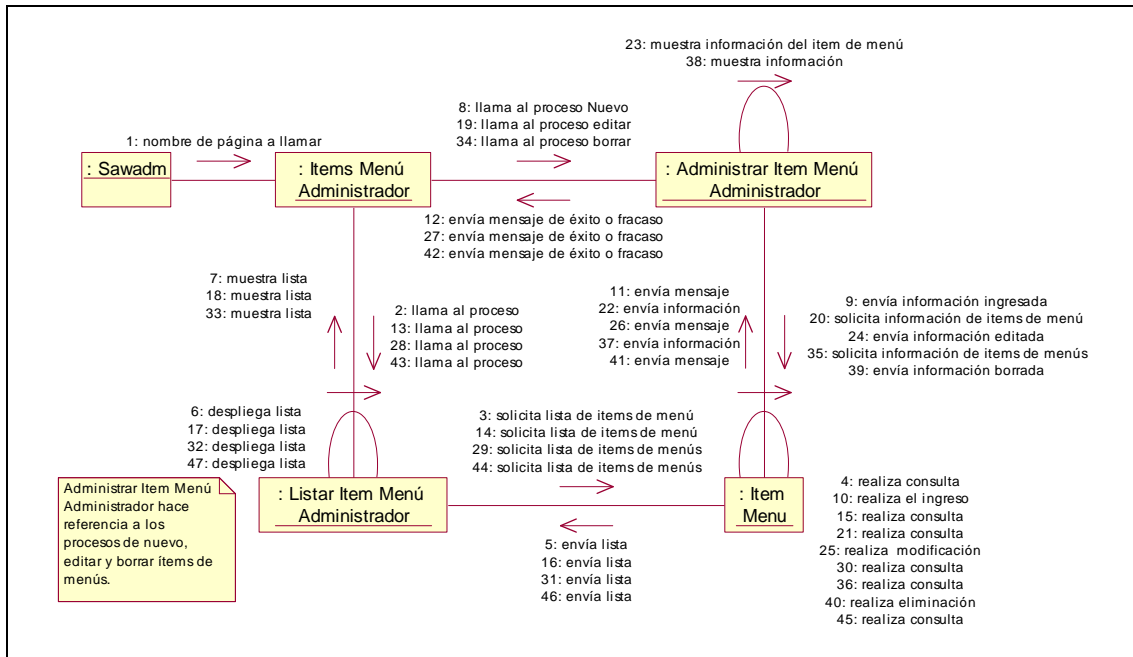 23: muestra información del item de menú
38: muestra información
8: llama al proceso Nuevo
19: llama al proceso editar
34: llama al proceso borrar
1: nombre de página a llamar
: Sawadm
: Items Menú
Administrador
: Administrar Item Menú
Administrador
12: envía mensaje de éxito o fracaso
27: envía mensaje de éxito o fracaso
42: envía mensaje de éxito o fracaso
7: muestra lista
18: muestra lista
33: muestra lista
2: llama al proceso
13: llama al proceso
28: llama al proceso
43: llama al proceso
11: envía mensaje
22: envía información
26: envía mensaje
37: envía información
41: envía mensaje
9: envía información ingresada
20: solicita información de items de menú
24: envía información editada
35: solicita información de items de menús
39: envía información borrada
6: despliega lista
17: despliega lista
32: despliega lista
47: despliega lista
3: solicita lista de items de menú
14: solicita lista de items de menú
29: solicita lista de items de menús
44: solicita lista de items de menús
Administrar Item Menú
Administrador hace
referencia a los
procesos de nuevo,
editar y borrar ítems de
menús.
: Listar Item Menú
Administrador
: Item
Menu
5: envía lista
16: envía lista
31: envía lista
46: envía lista
4: realiza consulta
10: realiza el ingreso
15: realiza consulta
21: realiza consulta
25: realiza modificación
30: realiza consulta
36: realiza consulta
40: realiza eliminación
45: realiza consulta